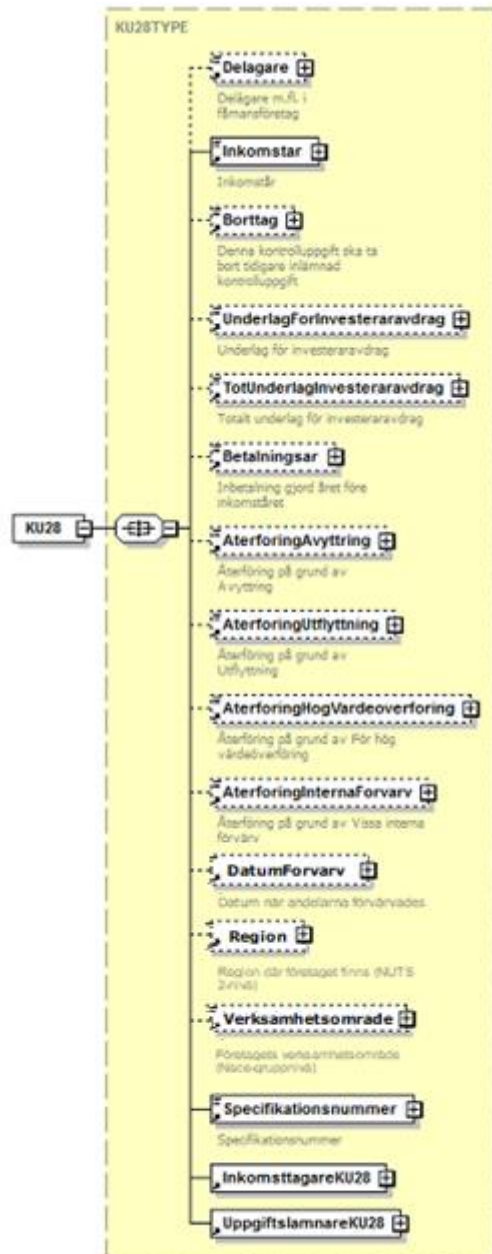 KU28TYPE
Delagare
Delägare m.fl. i
fåmansföretag
Inkomstar
Inkomstår
Borttag
Denna kontrolluppgift ska ta
bort tidigare inlämnad
kontrolluppgift
UnderlagForInvesteraravdrag
Underlag för investeraravdrag
TotUnderlagInvesteraravdrag
Totalt underlag för investeraravdrag
Betalningsar
Inbetalning gjord året före
inkomståret
KU28
AterforingAvyttring
Återföring på grund av
Avyttring
AterforingUtflyttning
Återföring på grund av
Utflyttning
AterforingHogVardeoverforing
Återföring på grund av För hög
värdeöverföring
AterforingInternaForvarv
Återföring på grund av Vissa interna
förvärv
DatumForvarv
Datum när andelarna förvärvades
Region
Region där företaget finns (NUTS
2-nivå)
Verksamhetsomrade
Företagets verksamhetsområde
(Nace-gruppnivå)
Specifikationsnummer
Specifikationsnummer
InkomsttagareKU28
UppgiftslamnareKU28